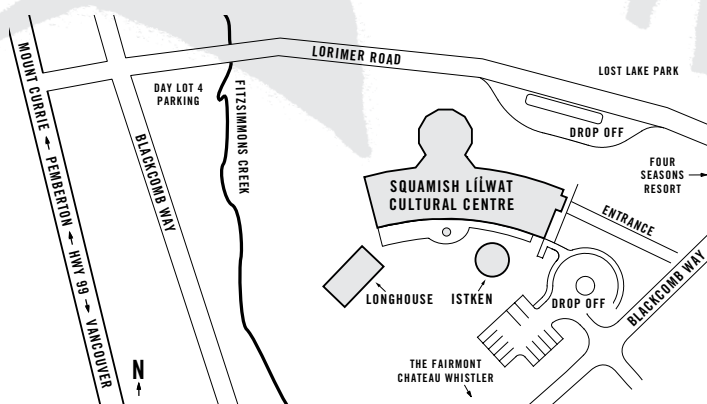 LORIMER ROAD
LOST LAKE PARK
MOUNT CURRIE ← PEMBERTON ← HWY 99 → VANCOUVER
DAY LOT 4
PARKING
FITZSIMMONS CREEK
BLACKCOMB WAY
DROP OFF
FOUR
SEASONS
RESORT
SQUAMISH LÍL̓WAT
CULTURAL CENTRE
ENTRANCE
LONGHOUSE
ISTKEN
DROP OFF
BLACKCOMB WAY
THE FAIRMONT
CHATEAU WHISTLER
N